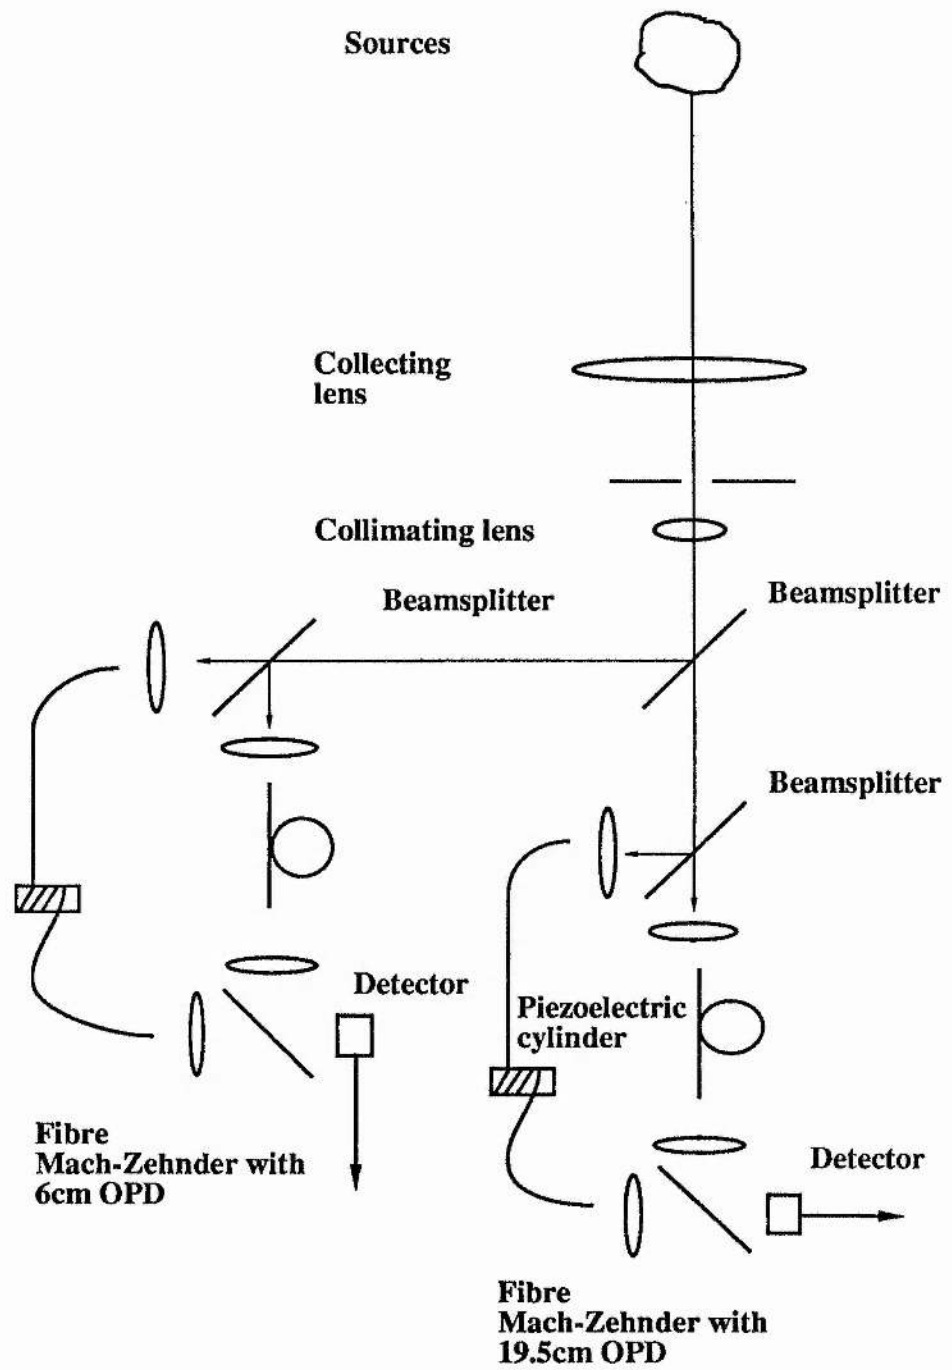 Sources
Collecting
lens
Collimating lens
Beamsplitter
Beamsplitter
Beamsplitter
Detector
Piezoelectric
cylinder
Fibre
Mach-Zehnder with
6cm OPD
Detector
Fibre
Mach-Zehnder with
19.5cm OPD